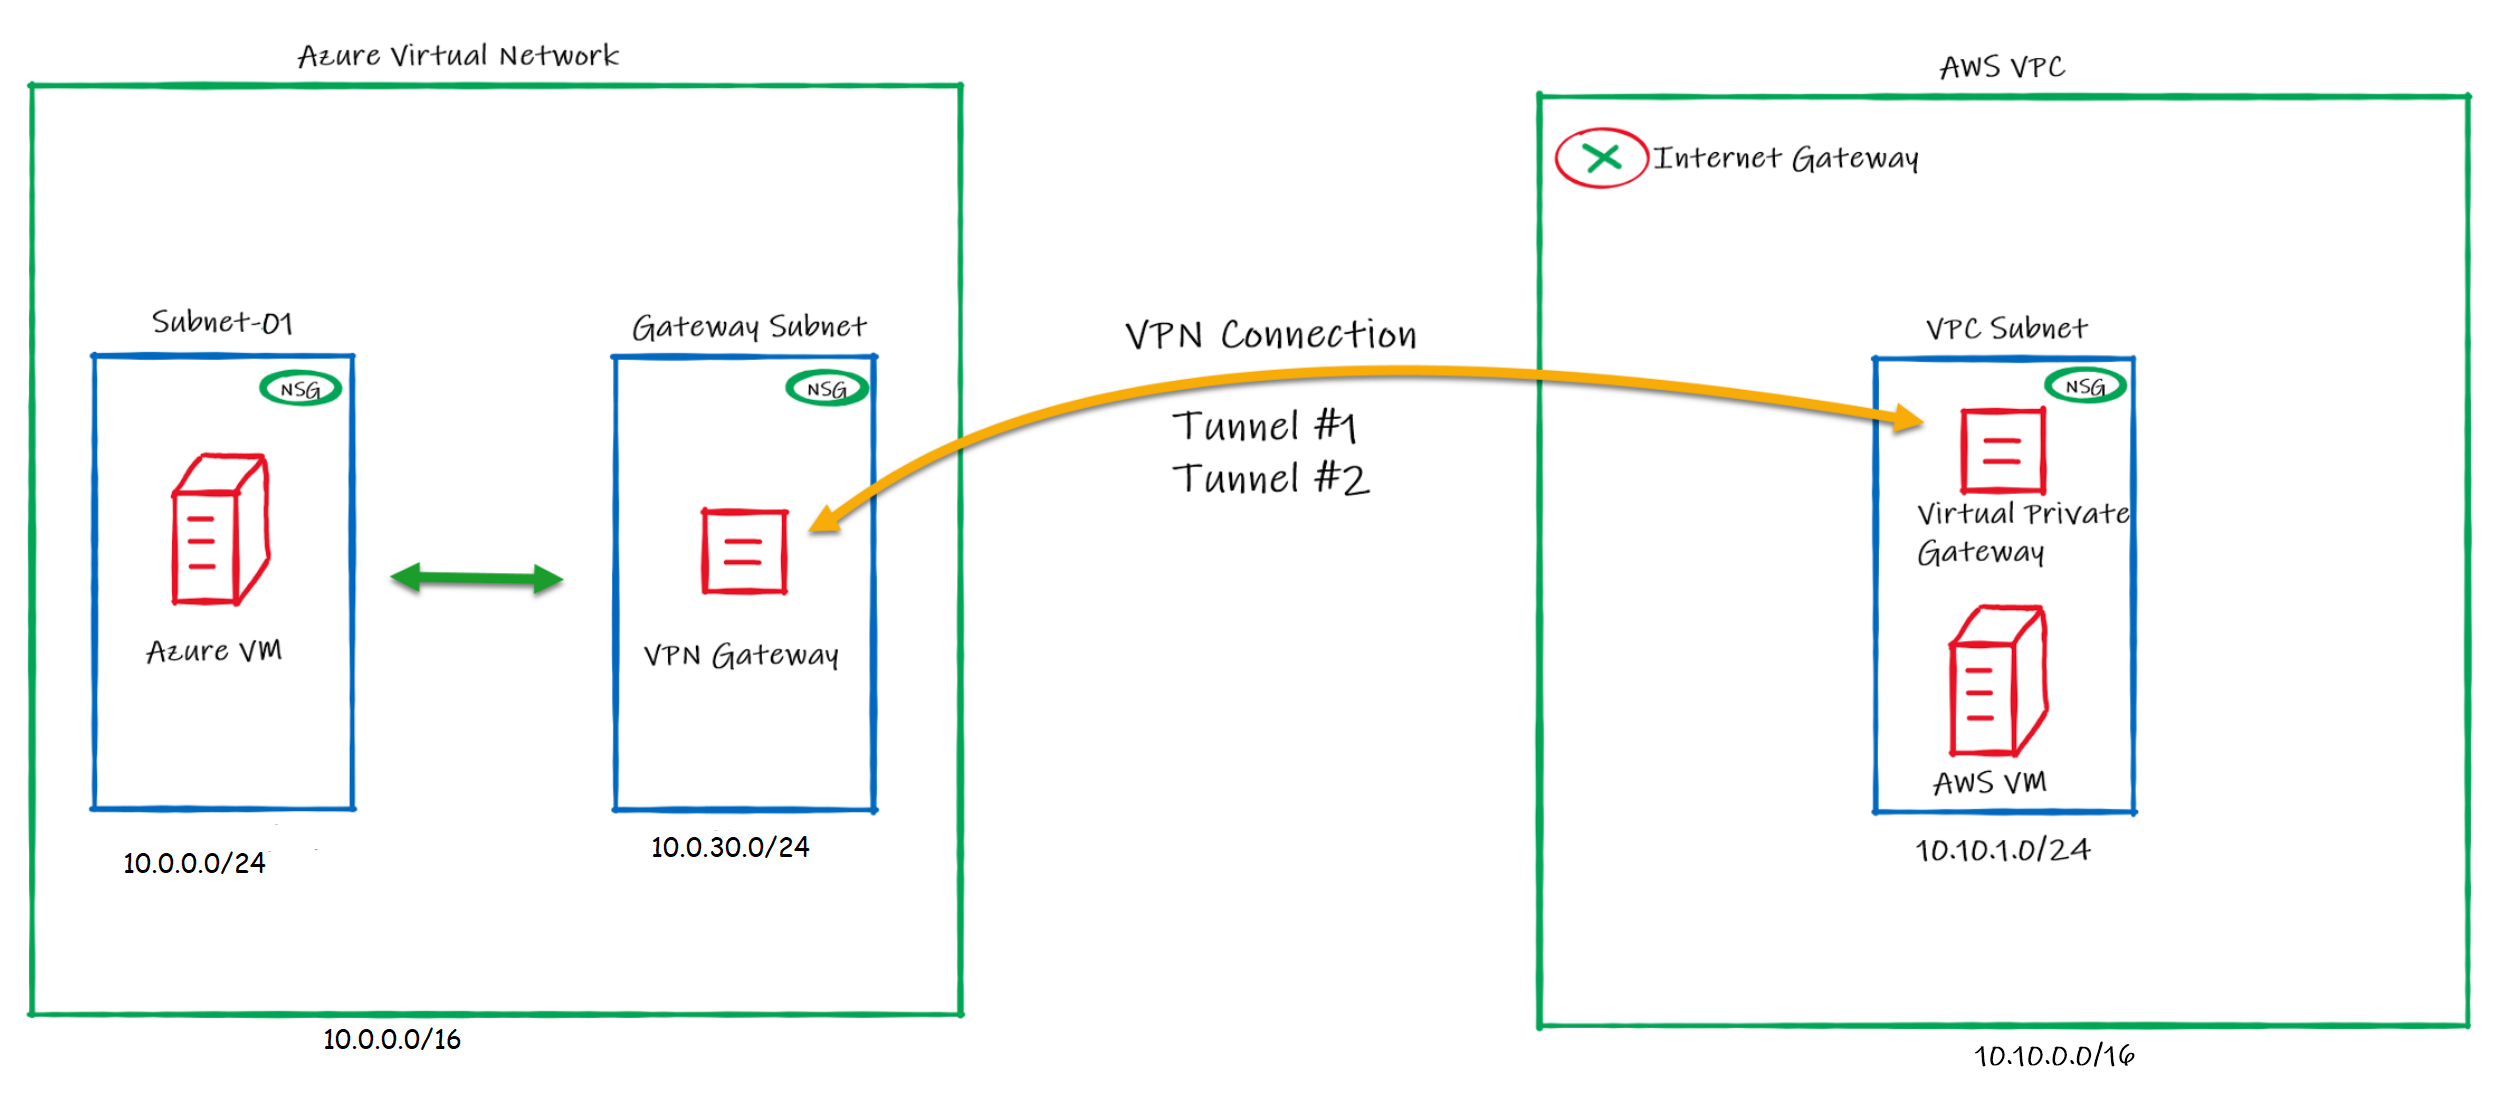 Azure Virtual Network
AWS VPC
Internet Gateway
Subnet-01
Gateway Subnet
VPN Connection
VPC Subnet
NSG
NSG
NSG
Tunnel #1
Tunnel #2
Virtual Private
Gateway
Azure VM
VPN Gateway
AWS VM
10.0.0.0/24
10.0.30.0/24
10.10.1.0/24
10.0.0.0/16
10.10.0.0/16